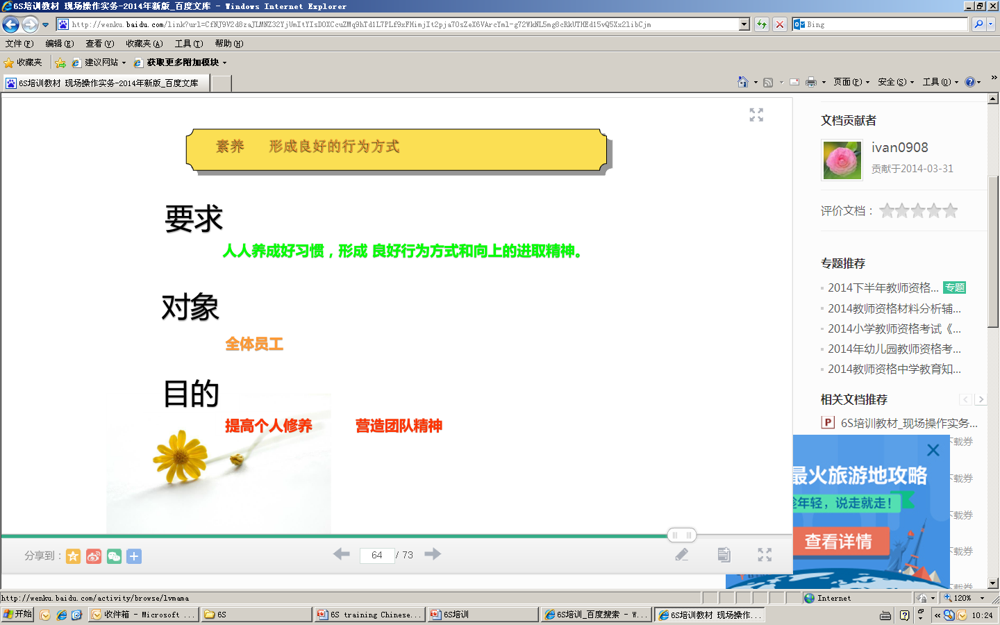 6S培训教材 现场操作实务-2014年新版_百度文库 - Windows Internet Explorer
Bing
文件(F) 编辑(E) 查看(V) 收藏夹(A) 工具(T) 帮助(H)
收藏夹 建议网站 获取更多附加模块
6S培训教材 现场操作实务-2014年新版_百度文库
页面(P) 安全(S) 工具(O)
素养 形成良好的行为方式
要求
人人养成好习惯，形成 良好行为方式和向上的进取精神。
对象
全体员工
目的
提高个人修养 营造团队精神
分享到：
64 / 73
文档贡献者
ivan0908
贡献于2014-03-31
评价文档：
专题推荐
2014下半年教师资格... 专题
2014教师资格材料分析辅...
2014小学教师资格考试《...
2014年幼儿园教师资格考...
2014教师资格中学教育知...
相关文档推荐
6S培训教材_现场操作实务...
下载券
最火旅游地攻略
下载券
趁年轻，说走就走!
下载券
查看详情
下载券
下载券
http://wenku.baidu.com/activity/browse/lvmama
Internet
120%
开始
收件箱 - Microsoft ...
6S
6S training Chinese...
6S培训
6S培训_百度搜索 - W...
6S培训教材 现场操作...
10:24